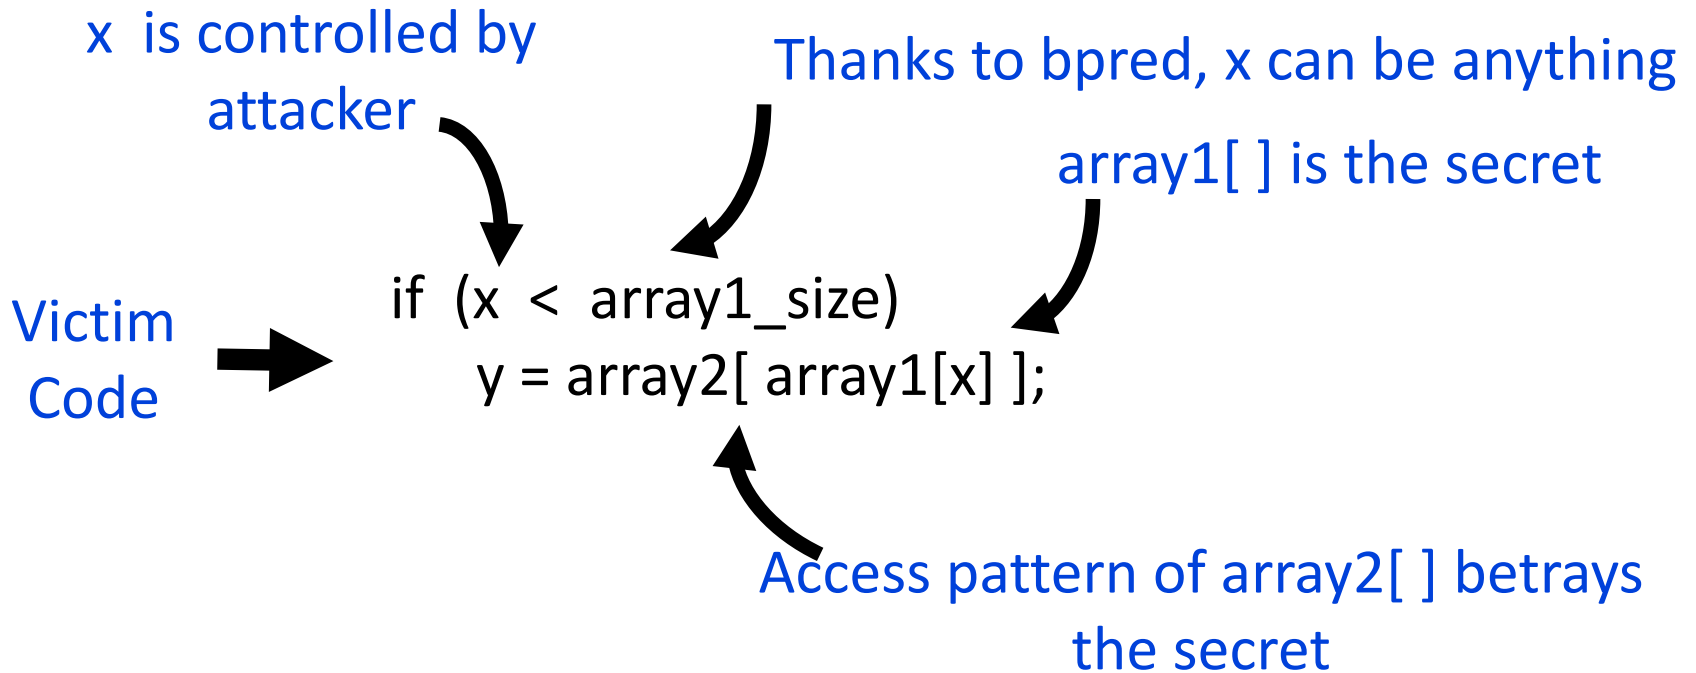 x is controlled by
attacker
Thanks to bpred, x can be anything
array1[ ] is the secret
Victim
Code
if (x < array1_size)
y = array2[ array1[x] ];
Access pattern of array2[ ] betrays
the secret